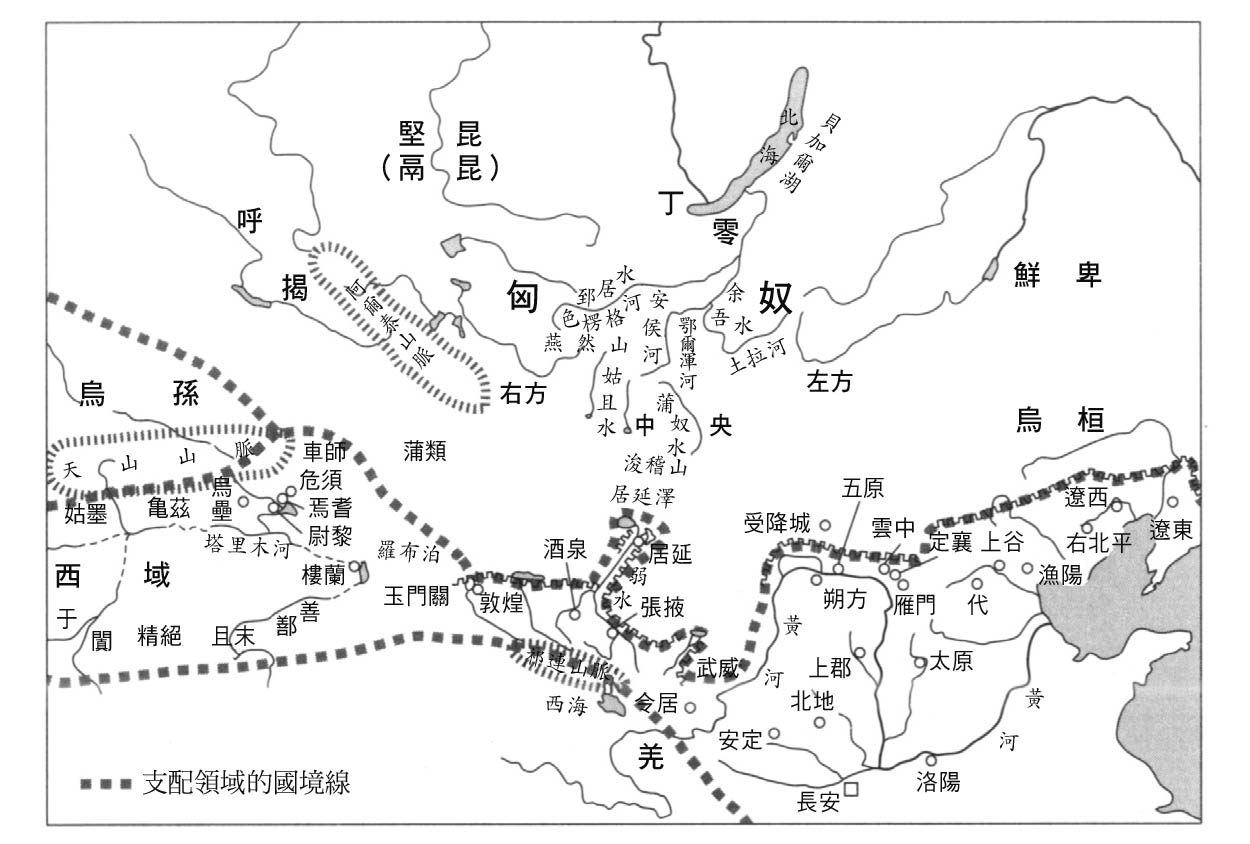 堅昆
（鬲昆）
北海
貝加爾湖
丁零
呼揭
阿爾泰山脈
匈奴
鮮卑
郅居水
色楞格河
燕然山
安侯河
鄂爾渾河
余吾水
土拉河
姑且水
蒲奴水
右方
中央
左方
浚稽山
烏孫
烏桓
天山山脈
車師
蒲類
危須
焉耆
尉黎
烏壘
龜茲
姑墨
塔里木河
羅布泊
樓蘭
西域
于闐
精絕
且末
鄯善
玉門關
敦煌
酒泉
居延澤
居延
弱水
張掖
祁連山脈
武威
西海
令居
羌
受降城
五原
雲中
定襄
上谷
遼西
右北平
遼東
漁陽
朔方
雁門
代
黃河
上郡
太原
北地
安定
黃河
長安
洛陽
支配領域的國境線